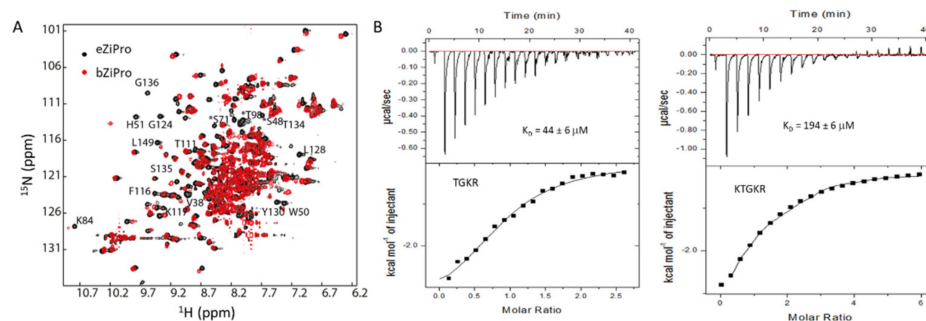 A
eZiPro
bZiPro
G136
H51 G124
*S71
*T98
S48
T134
L149
T111
L128
S135
F116
V38
K117
Y130 W50
K84
101
106
111
116
121
126
131
15N (ppm)
10.7 10.2 9.7 9.2 8.7 8.2 7.7 7.2 6.7 6.2
1H (ppm)
B
Time (min)
0 10 20 30 40
0.00
-0.10
-0.20
-0.30
-0.40
-0.50
-0.60
µcal/sec
KD = 44 ± 6 µM
TGKR
-2.0
kcal mol-1 of injectant
0.0 0.5 1.0 1.5 2.0 2.5
Molar Ratio
Time (min)
0 10 20 30 40
0.00
-0.20
-0.40
-0.60
-0.80
-1.00
µcal/sec
KD = 194 ± 6 µM
KTGKR
-2.0
kcal mol-1 of injectant
0 2 4 6
Molar Ratio